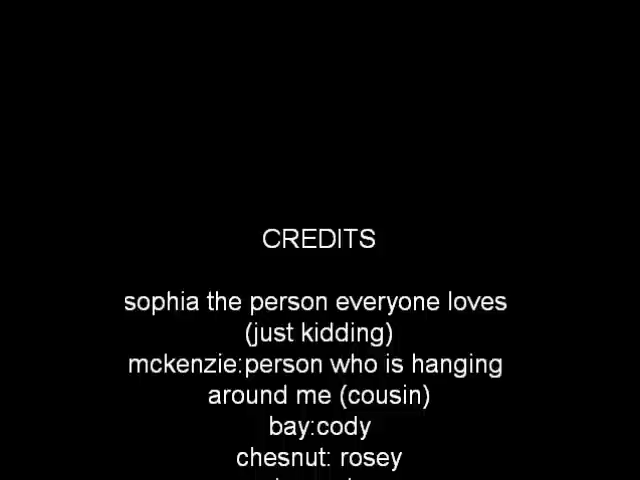 CREDITS
sophia the person everyone loves
(just kidding)
mckenzie:person who is hanging
around me (cousin)
bay:cody
chesnut: rosey